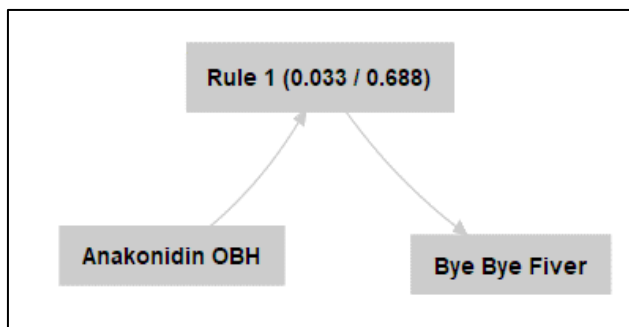 Rule 1 (0.033 / 0.688)
Anakonidin OBH
Bye Bye Fiver